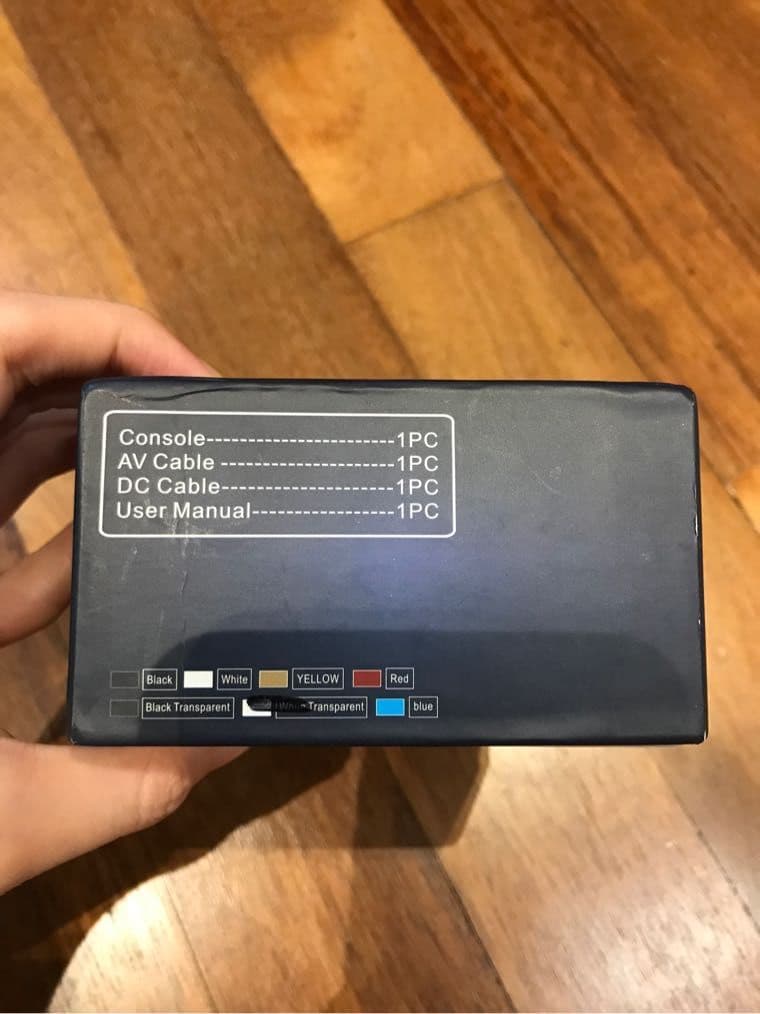 Console-----------------------1PC
AV Cable ---------------------1PC
DC Cable---------------------1PC
User Manual-----------------1PC
Black White YELLOW Red
Black Transparent Transparent blue